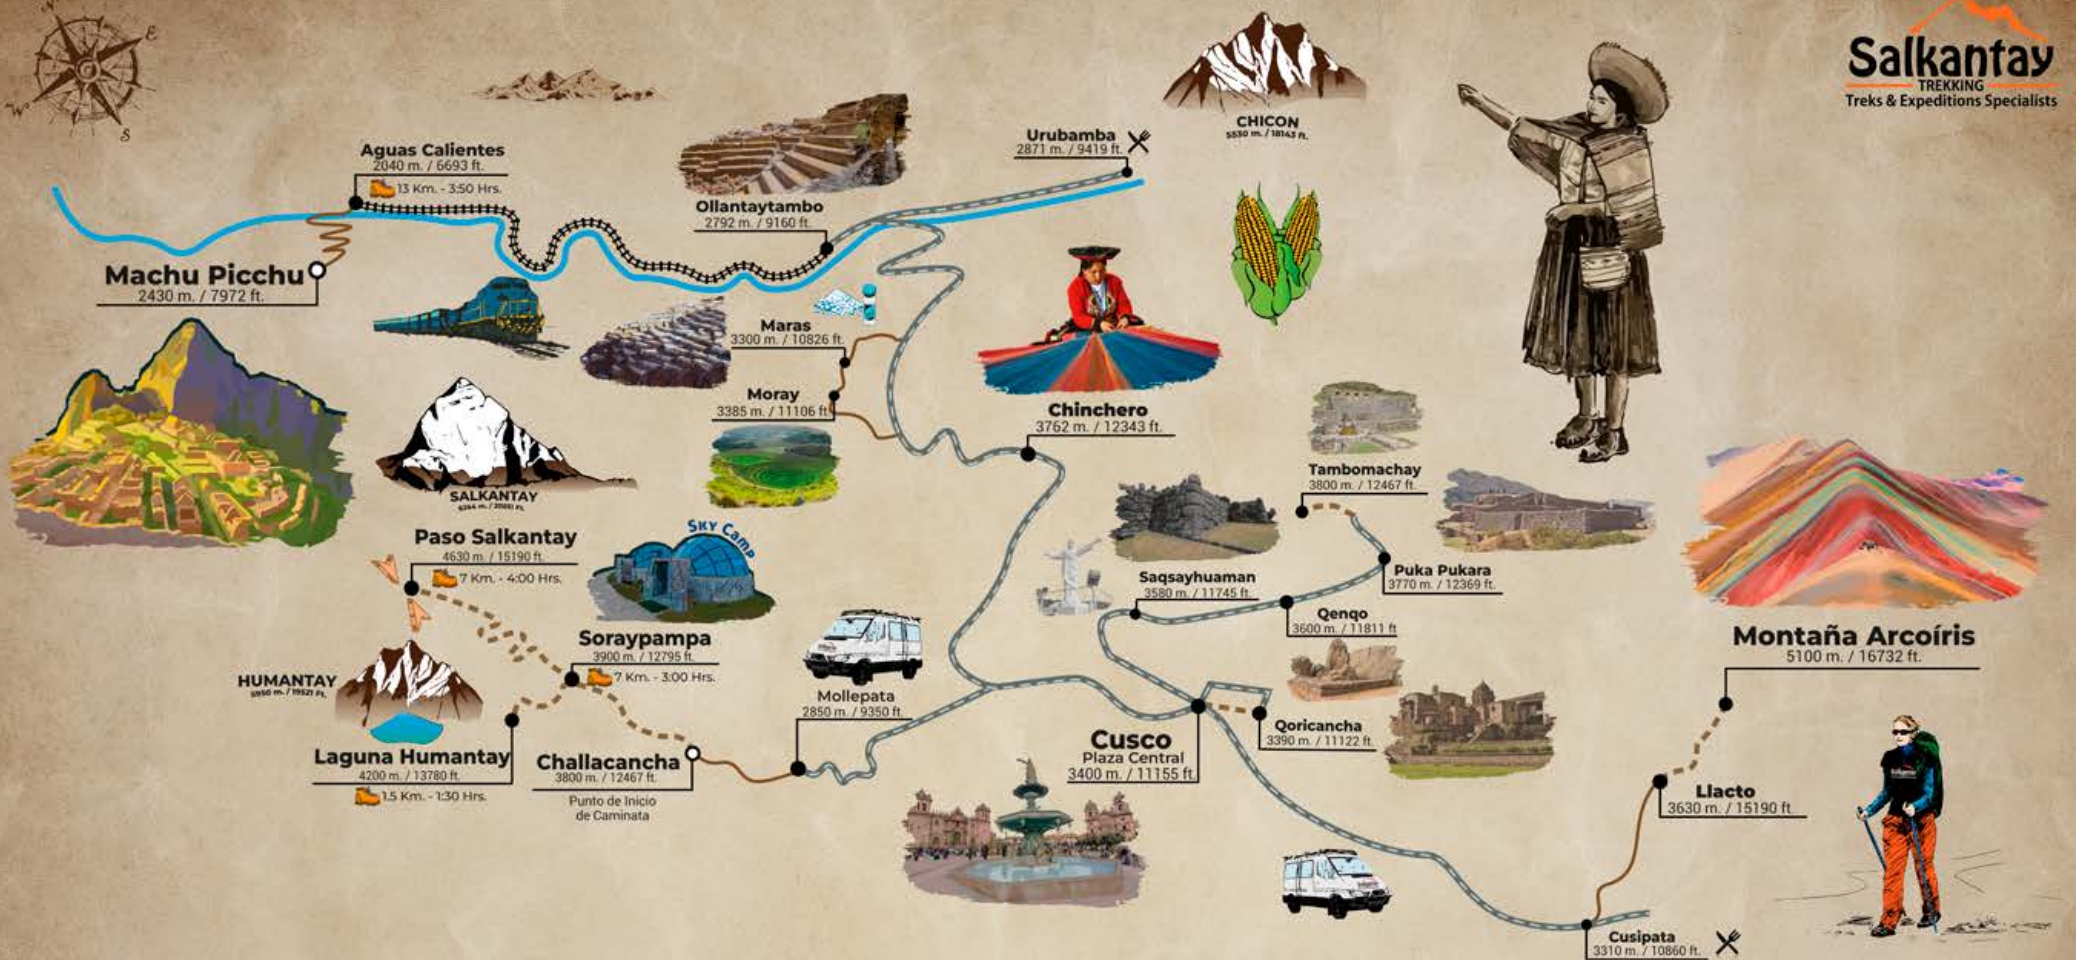 E
W
S
Salkantay
TREKKING
Treks & Expeditions Specialists
CHICON
5530 m. / 18143 ft.
Urubamba
2871 m. / 9419 ft.
Aguas Calientes
2040 m. / 6693 ft.
13 Km. - 3:50 Hrs.
Ollantaytambo
2792 m. / 9160 ft.
Machu Picchu
2430 m. / 7972 ft.
Maras
3300 m. / 10826 ft.
Moray
3385 m. / 11106 ft.
Chinchero
3762 m. / 12343 ft.
SALKANTAY
Tambomachay
3800 m. / 12467 ft.
Paso Salkantay
4630 m. / 15190 ft.
7 Km. - 4:00 Hrs.
SKY Camp
Saqsayhuaman
3580 m. / 11745 ft.
Puka Pukara
3770 m. / 12369 ft.
Qenqo
3600 m. / 11811 ft
Soraypampa
3900 m. / 12795 ft.
7 Km. - 3:00 Hrs.
Montaña Arcoíris
5100 m. / 16732 ft.
HUMANTAY
5950 m. / 19521 Ft.
Mollepata
2850 m. / 9350 ft.
Laguna Humantay
4200 m. / 13780 ft.
1.5 Km. - 1:30 Hrs.
Challacancha
3800 m. / 12467 ft.
Punto de Inicio
de Caminata
Cusco
Plaza Central
3400 m. / 11155 ft.
Qoricancha
3390 m. / 11122 ft.
Llacto
3630 m. / 15190 ft.
Cusipata
3310 m. / 10860 ft.